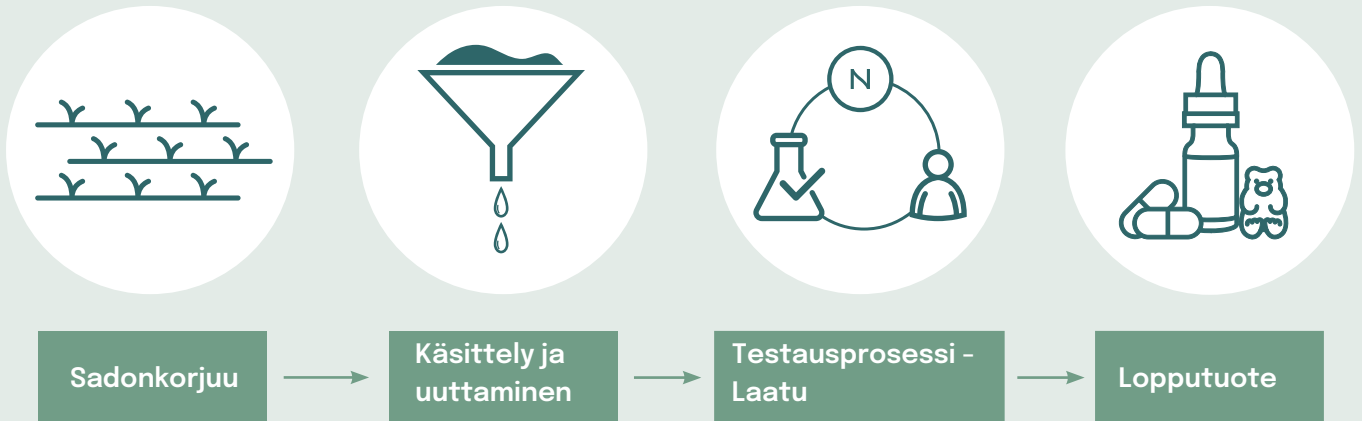 N
Sadonkorjuu
Käsittely ja
uuttaminen
Testausprosessi -
Laatu
Lopputuote